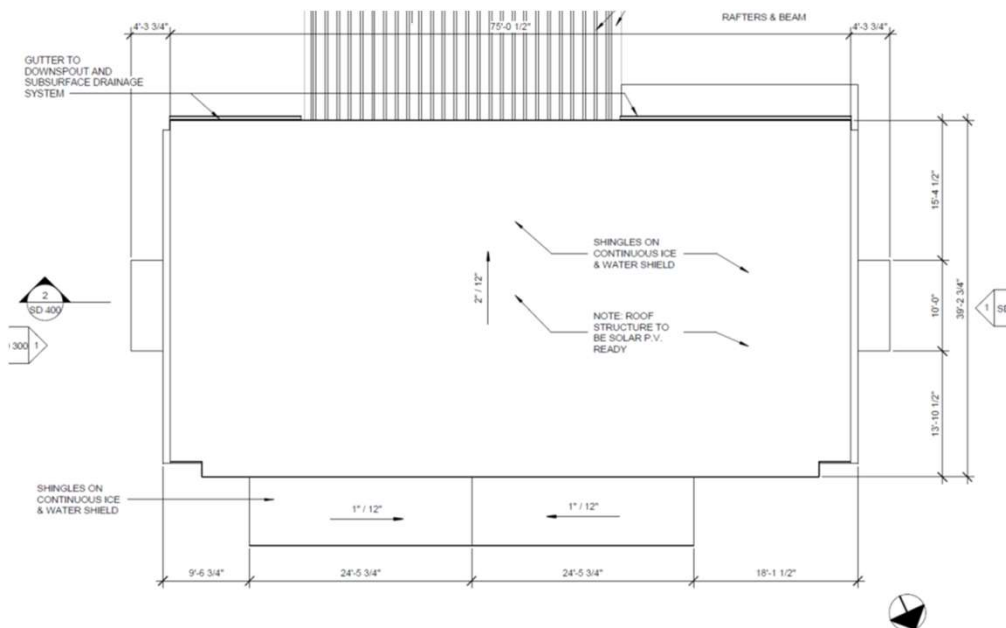 RAFTERS & BEAM
4'-3 3/4"
75'-0 1/2"
4'-3 3/4"
GUTTER TO
DOWNSPOUT AND
SUBSURFACE DRAINAGE
SYSTEM
15'-4 1/2"
SHINGLES ON
CONTINUOUS ICE
& WATER SHIELD
2" / 12"
10'-0"
39'-2 3/4"
2
SD 400
1
300
1
NOTE: ROOF
STRUCTURE TO
BE SOLAR P.V.
READY
13'-10 1/2"
SHINGLES ON
CONTINUOUS ICE
& WATER SHIELD
1" / 12"
1" / 12"
9'-6 3/4"
24'-5 3/4"
24'-5 3/4"
18'-1 1/2"